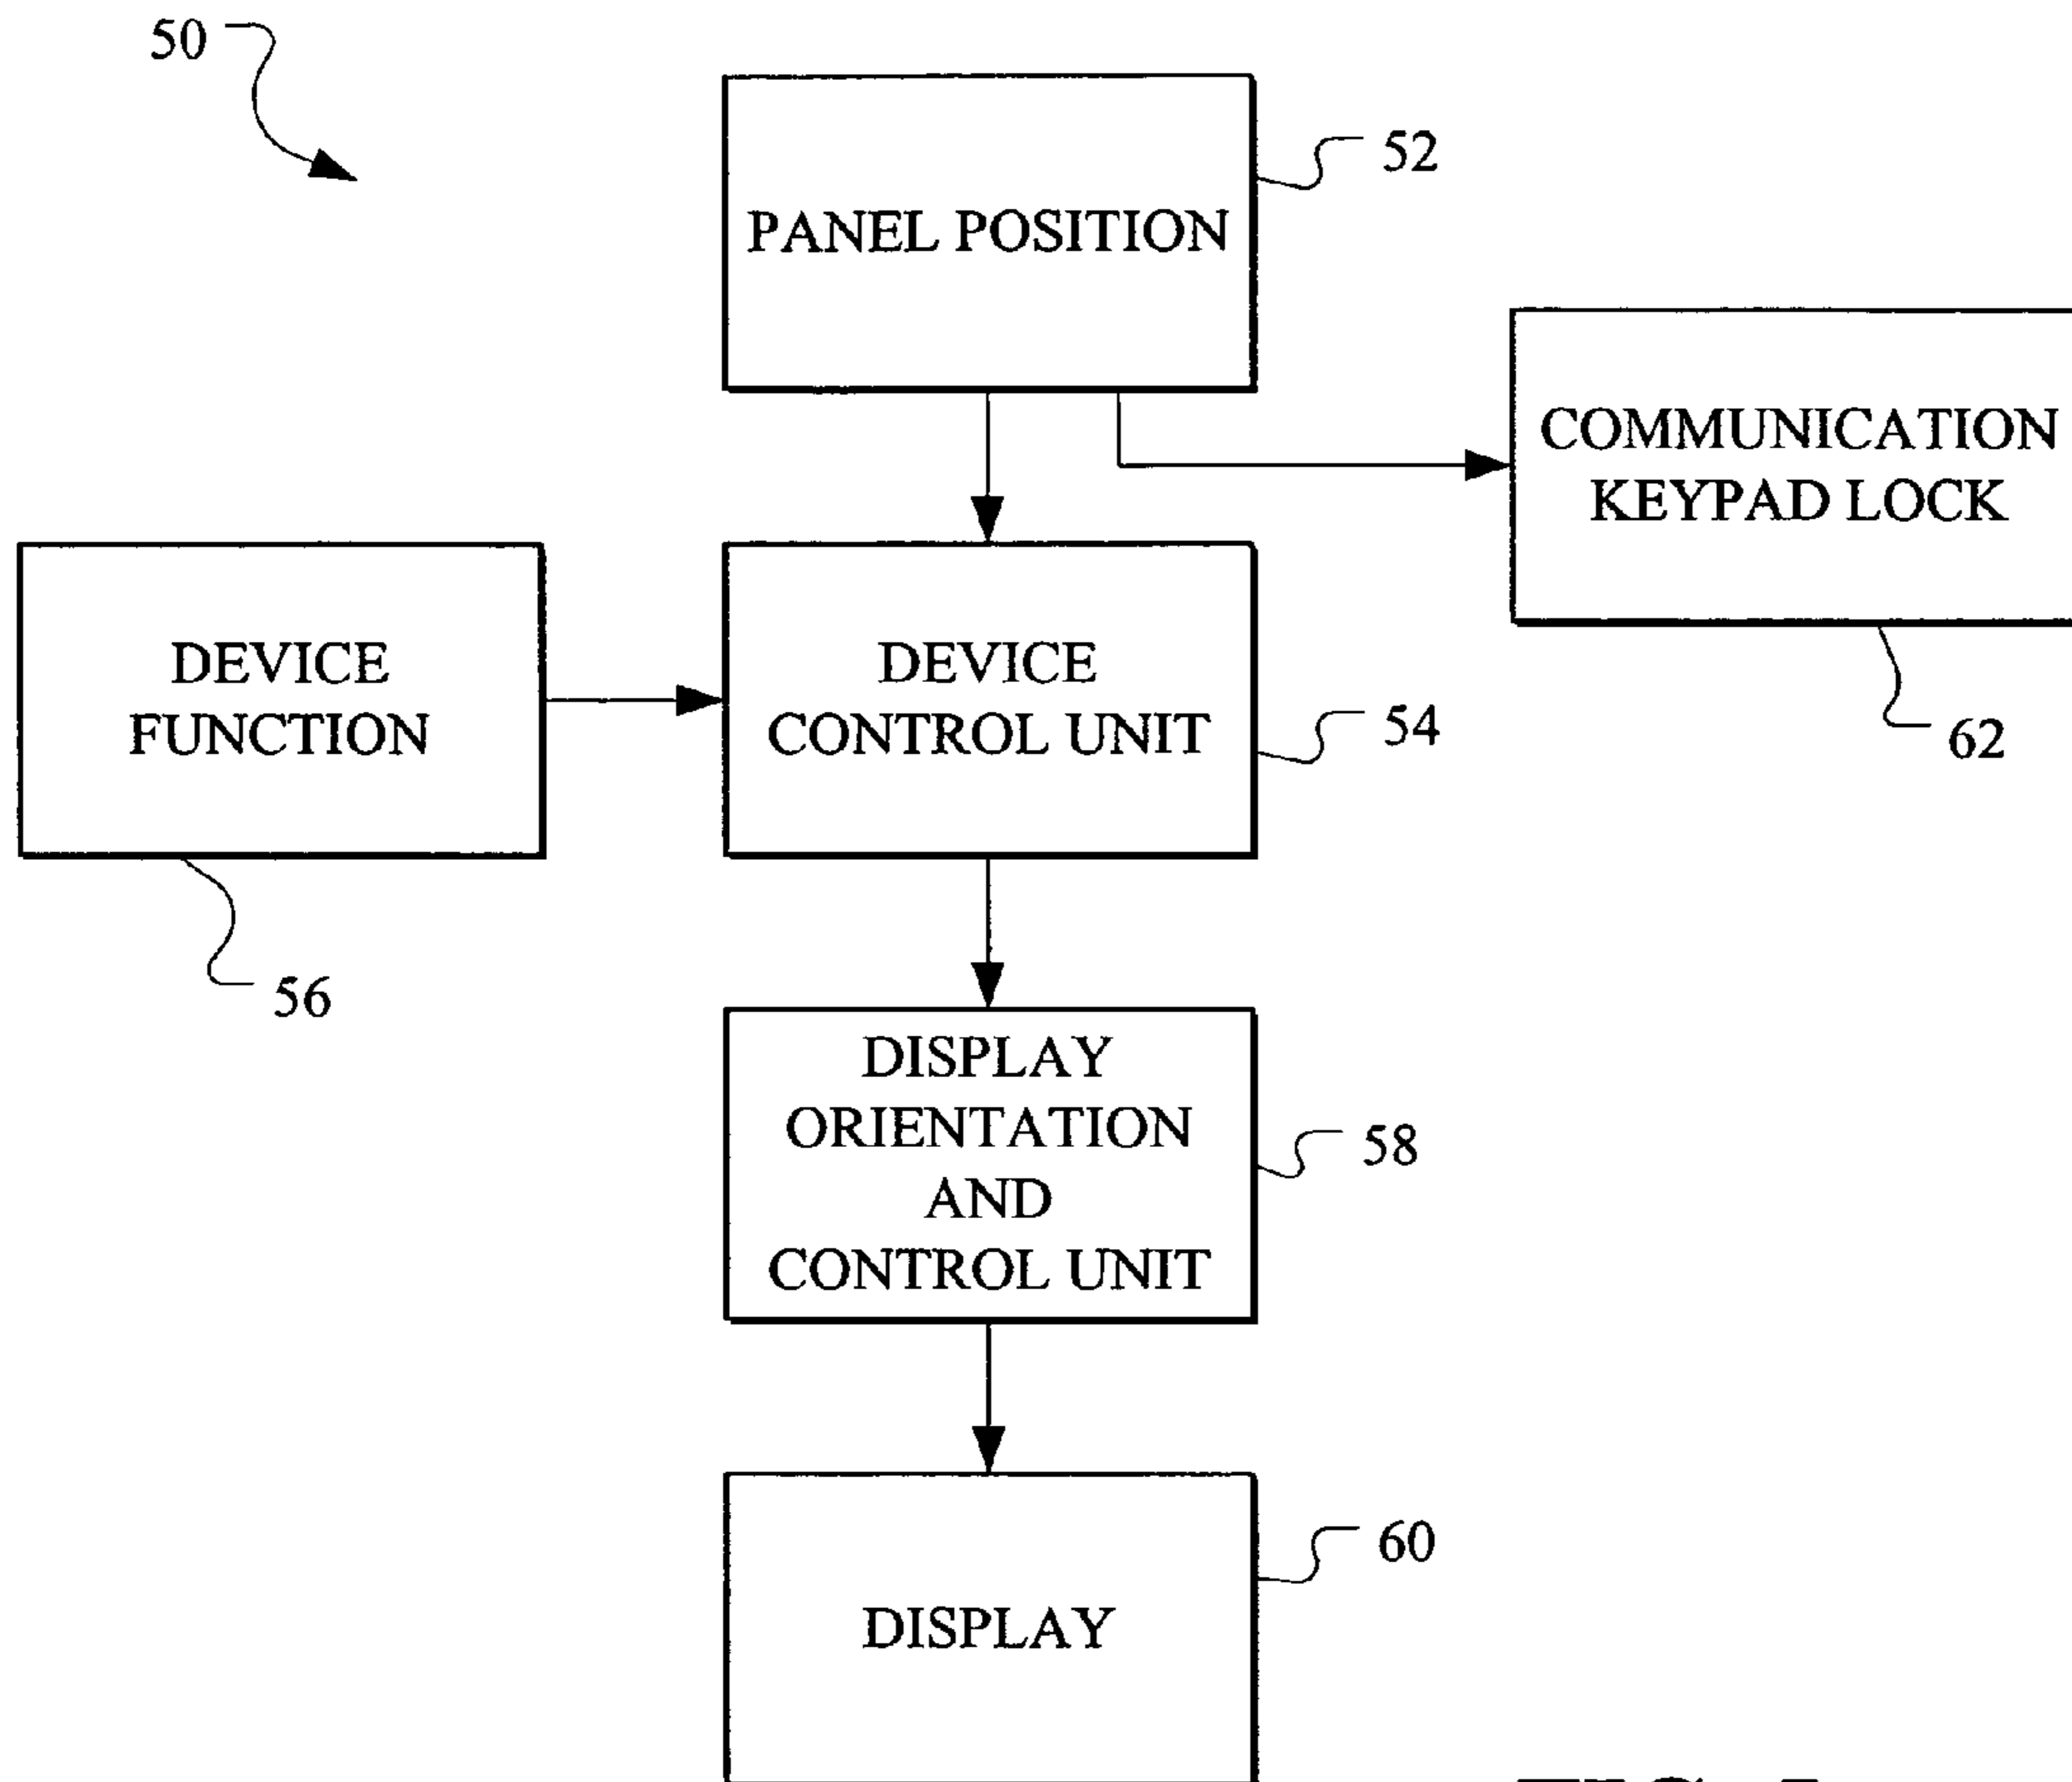 50
52
PANEL POSITION
COMMUNICATION
KEYPAD LOCK
62
DEVICE
FUNCTION
56
DEVICE
CONTROL UNIT
54
DISPLAY
ORIENTATION
AND
CONTROL UNIT
58
DISPLAY
60